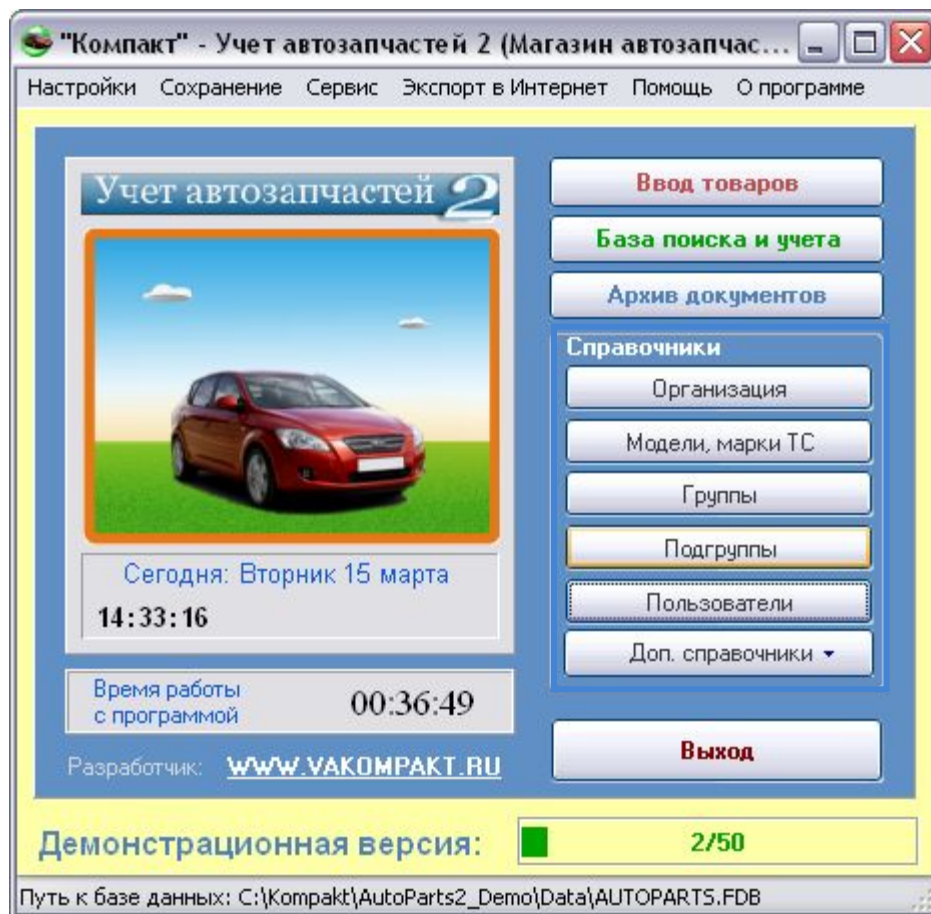 "Компакт" - Учет автозапчастей 2 (Магазин автозапчас...
Настройки Сохранение Сервис Экспорт в Интернет Помощь О программе
Учет автозапчастей 2
Сегодня: Вторник 15 марта
14:33:16
Время работы
с программой
00:36:49
Разработчик: WWW.VAKOMPAKT.RU
Ввод товаров
База поиска и учета
Архив документов
Справочники
Организация
Модели, марки ТС
Группы
Подгруппы
Пользователи
Доп. справочники
Выход
Демонстрационная версия: 2/50
Путь к базе данных: C:\Kompakt\AutoParts2_Demo\Data\AUTOPARTS.FDB